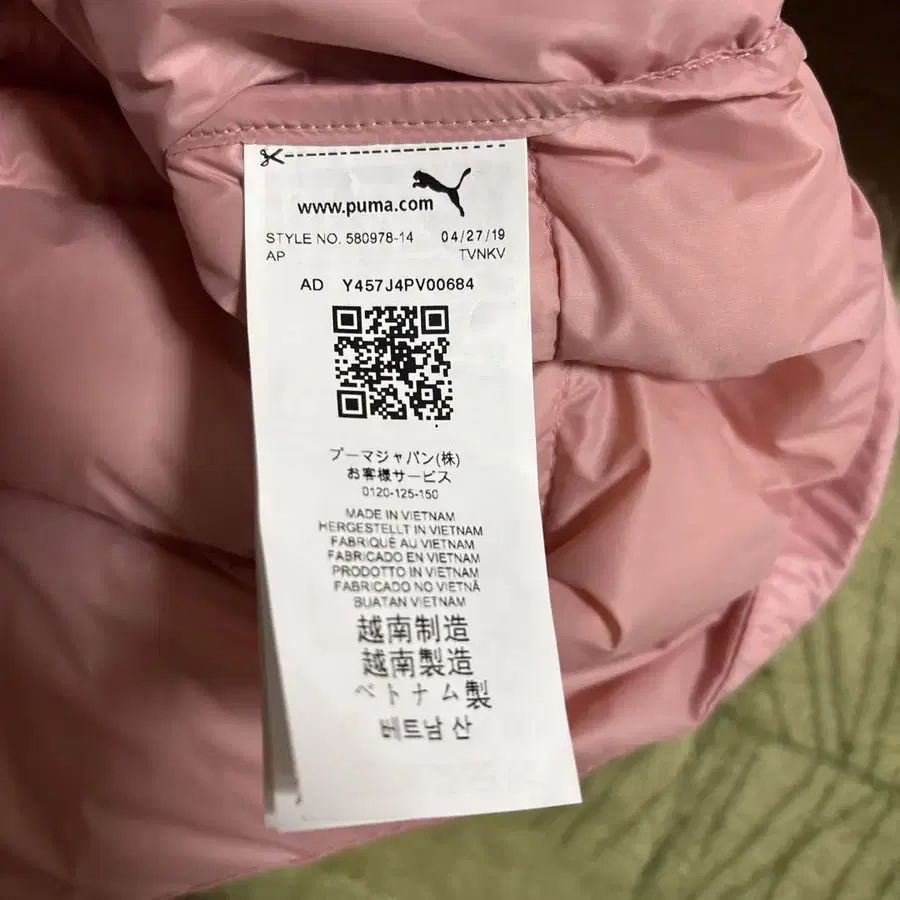 www.puma.com
STYLE NO. 580978-14 04/27/19
AP TVNKV
AD Y457J4PV00684
プーマジャパン(株)
お客様サービス
0120-125-150
MADE IN VIETNAM
HERGESTELLT IN VIETNAM
FABRIQUÉ AU VIETNAM
FABRICADO EN VIETNAM
PRODOTTO IN VIETNAM
FABRICADO NO VIETNÃ
BUATAN VIETNAM
越南制造
越南製造
ベトナム製
베트남 산